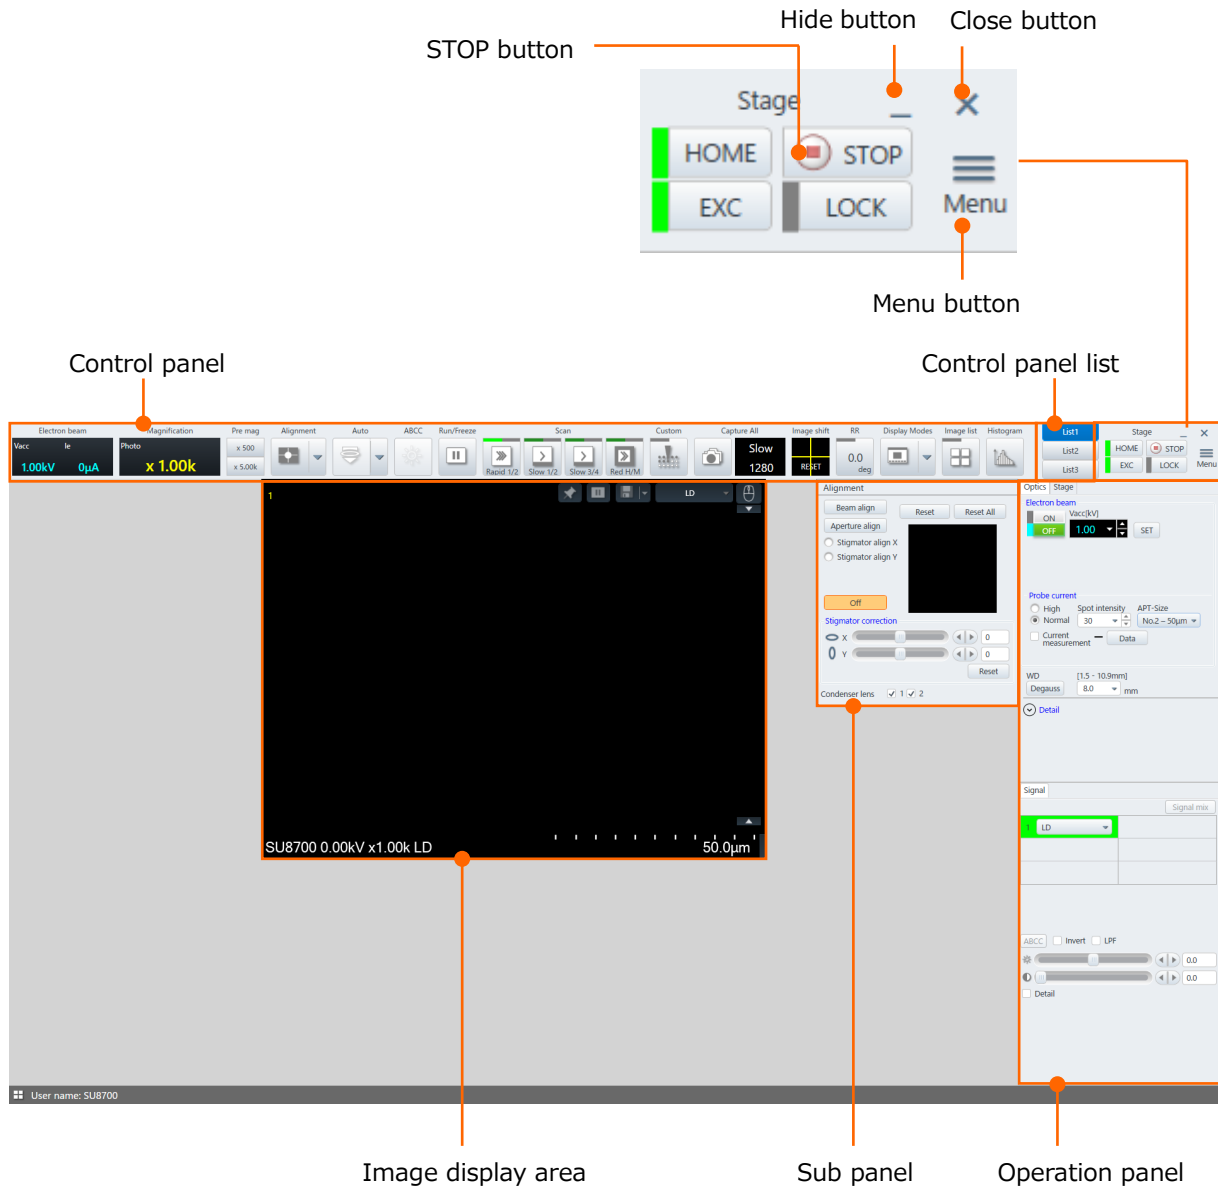 Hide button
Close button
STOP button
Stage
HOME
STOP
EXC
LOCK
Menu
Menu button
Control panel
Control panel list
Electron beam
Magnification
Pre mag
Alignment
Auto
ABCC
Run/Freeze
Scan
Custom
Capture All
Image shift
RR
Display Modes
Image list
Histogram
List1
Stage
Vacc
Ie
Photo
x 500
Slow
HOME
STOP
List2
1.00kV
0μA
x 1.00k
x 5.00k
Rapid 1/2
Slow 1/2
Slow 3/4
Red H/M
1280
RESET
0.0
deg
List3
EXC
LOCK
Menu
1
LD
Alignment
Beam align
Reset
Reset All
Aperture align
Stigmator align X
Stigmator align Y
Off
Stigmator correction
X
0
Y
0
Reset
Condenser lens
1
2
Optics
Stage
Electron beam
ON
OFF
Vacc[kV]
1.00
SET
Probe current
High
Normal
Spot intensity
30
APT-Size
No.2 – 50μm
Current
measurement
Data
WD
[1.5 - 10.9mm]
Degauss
8.0
mm
Detail
Signal
Signal mix
1
LD
SU8700 0.00kV x1.00k LD
50.0μm
ABCC
Invert
LPF
0.0
0.0
Detail
User name: SU8700
Image display area
Sub panel
Operation panel